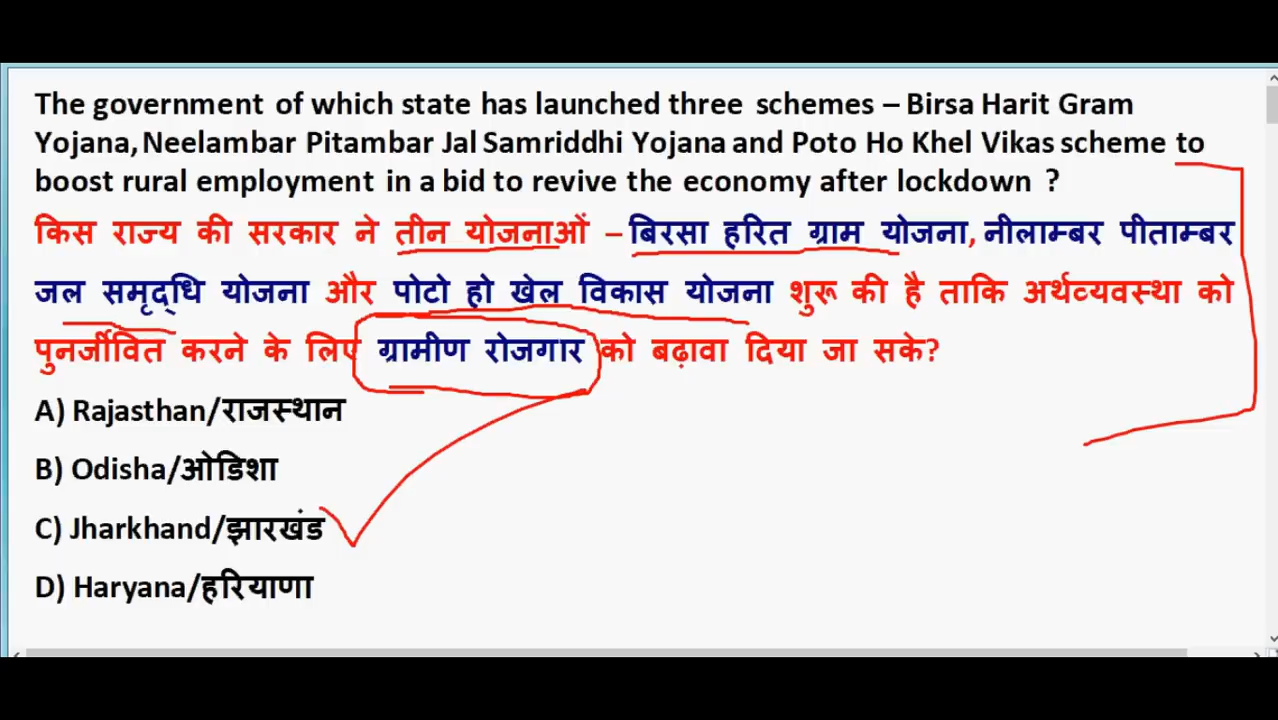 The government of which state has launched three schemes – Birsa Harit Gram
Yojana, Neelambar Pitambar Jal Samriddhi Yojana and Poto Ho Khel Vikas scheme to
boost rural employment in a bid to revive the economy after lockdown ?
किस राज्य की सरकार ने तीन योजनाओं – बिरसा हरित ग्राम योजना, नीलाम्बर पीताम्बर
जल समृद्धि योजना और पोटो हो खेल विकास योजना शुरू की है ताकि अर्थव्यवस्था को
पुनर्जीवित करने के लिए ग्रामीण रोजगार को बढ़ावा दिया जा सके?
A) Rajasthan/राजस्थान
B) Odisha/ओडिशा
C) Jharkhand/झारखंड
D) Haryana/हरियाणा